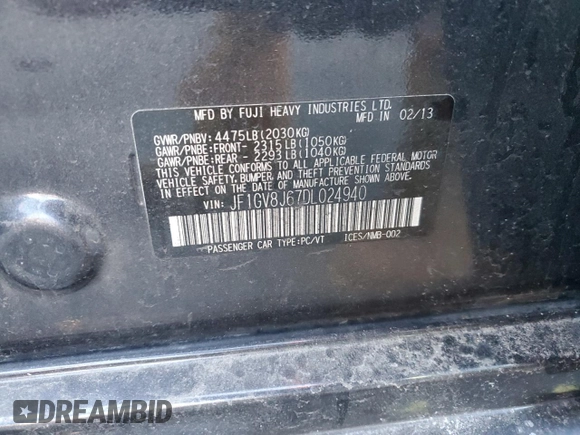 MFD BY FUJI HEAVY INDUSTRIES LTD.
MFD IN 02/13
GVWR/PNBV: 4475LB(2030KG)
GAWR/PNBE:FRONT- 2315LB(1050KG)
GAWR/PNBE:REAR - 2293LB(1040KG)
THIS VEHICLE CONFORMS TO ALL APPLICABLE FEDERAL MOTOR
VEHICLE SAFETY,BUMPER,AND THEFT PREVENTION STANDARDS
IN EFFECT ON THE DATE OF MANUFACTURE SHOWN ABOVE.
VIN: JF1GV8J67DL024940
PASSENGER CAR TYPE:PC/VT ICES/NMB-002
DREAMBID